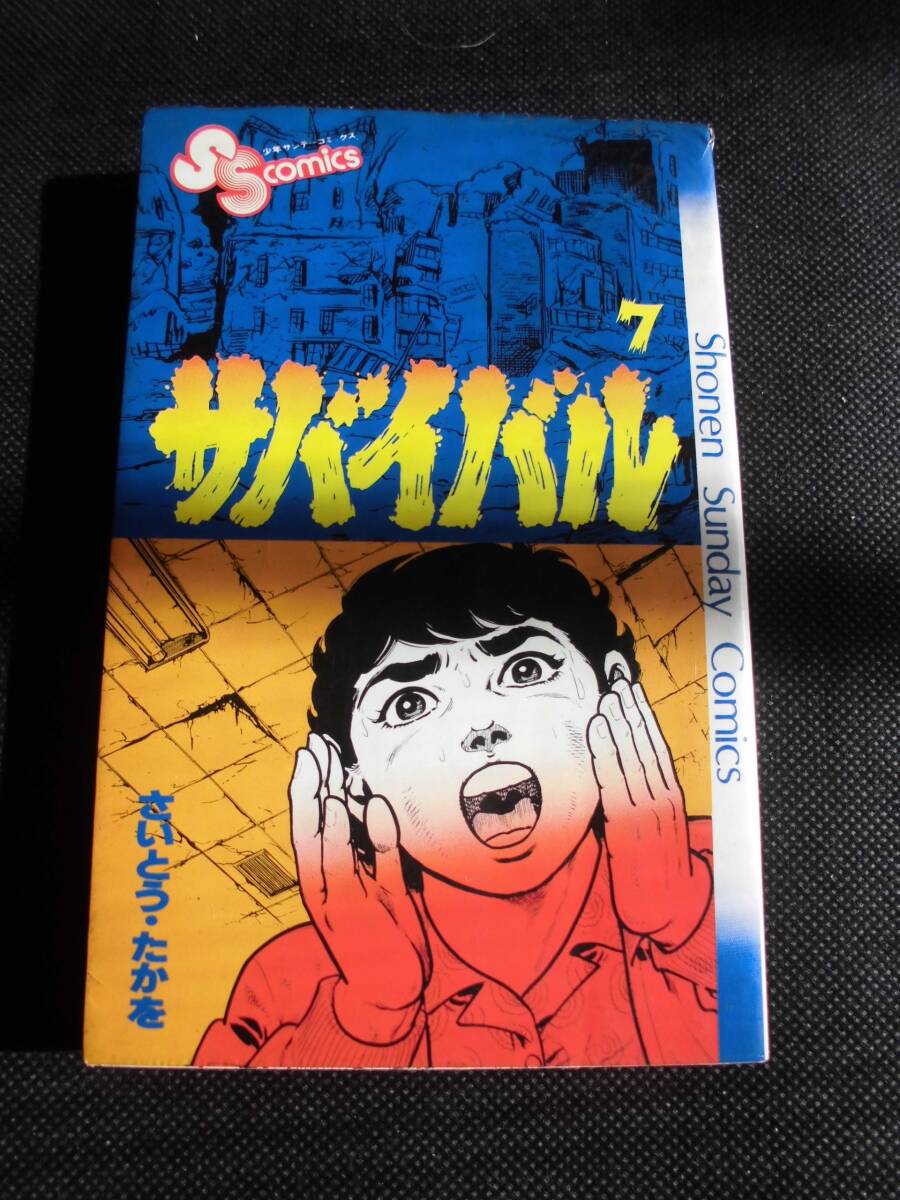 少年サンデーコミックス
SS comics
7
サバイバル
さいとう・たかを
Shonen Sunday Comics